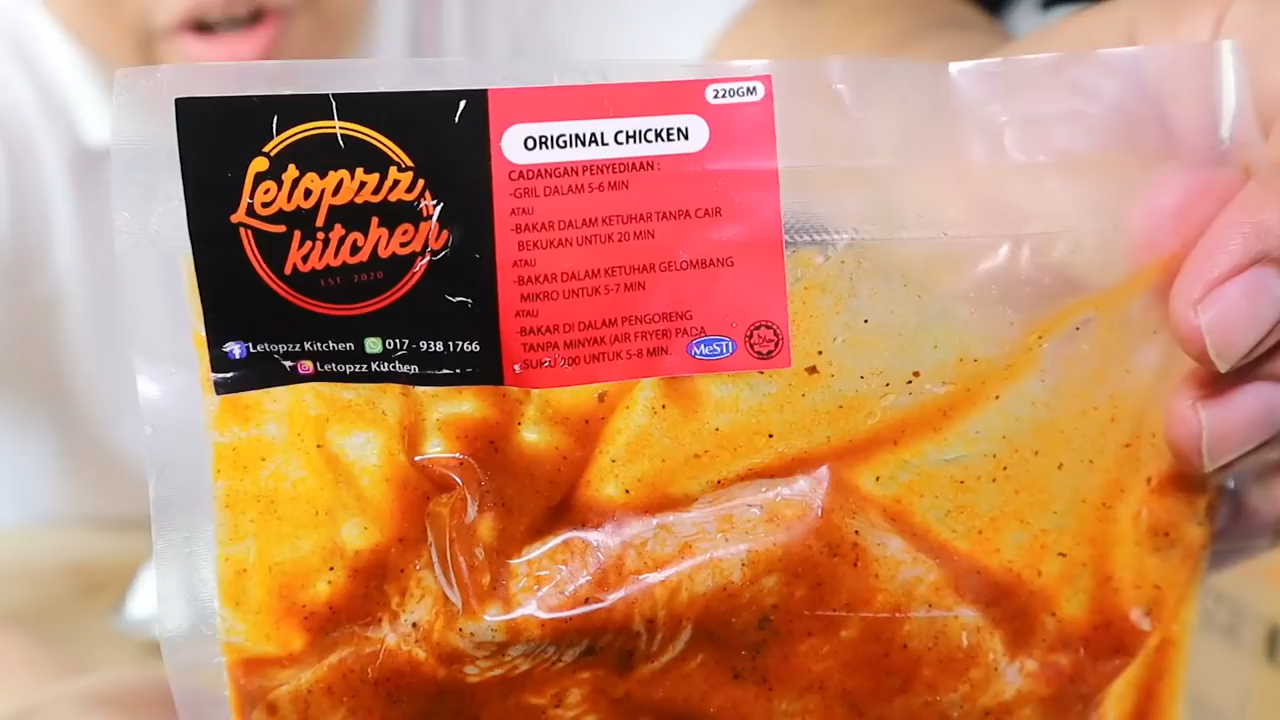 Letopzz
kitchen
EST. 2020
Letopzz Kitchen 017 - 938 1766
Letopzz Kitchen
220GM
ORIGINAL CHICKEN
CADANGAN PENYEDIAAN :
-GRIL DALAM 5-6 MIN
ATAU
-BAKAR DALAM KETUHAR TANPA CAIR
BEKUKAN UNTUK 20 MIN
ATAU
-BAKAR DALAM KETUHAR GELOMBANG
MIKRO UNTUK 5-7 MIN
ATAU
-BAKAR DI DALAM PENGORENG
TANPA MINYAK (AIR FRYER) PADA
SUHU 200 UNTUK 5-8 MIN.
MeSTI